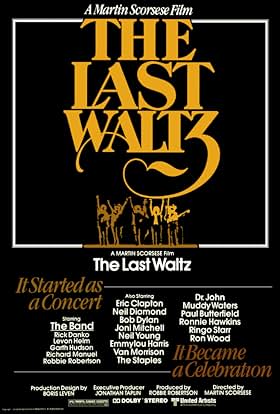 A Martin Scorsese Film
THE
LAST
WALTZ
A MARTIN SCORSESE Film
The Last Waltz
It Started as
a Concert
Starring
The Band
Rick Danko
Levon Helm
Garth Hudson
Richard Manuel
Robbie Robertson
Also Starring
Eric Clapton
Neil Diamond
Bob Dylan
Joni Mitchell
Neil Young
Emmylou Harris
Van Morrison
The Staples
Dr. John
Muddy Waters
Paul Butterfield
Ronnie Hawkins
Ringo Starr
Ron Wood
It Became
a Celebration
Production Design by
BORIS LEVEN
Executive Producer
JONATHAN TAPLIN
Produced by
ROBBIE ROBERTSON
Directed by
MARTIN SCORSESE
PG
DOLBY STEREO
United Artists